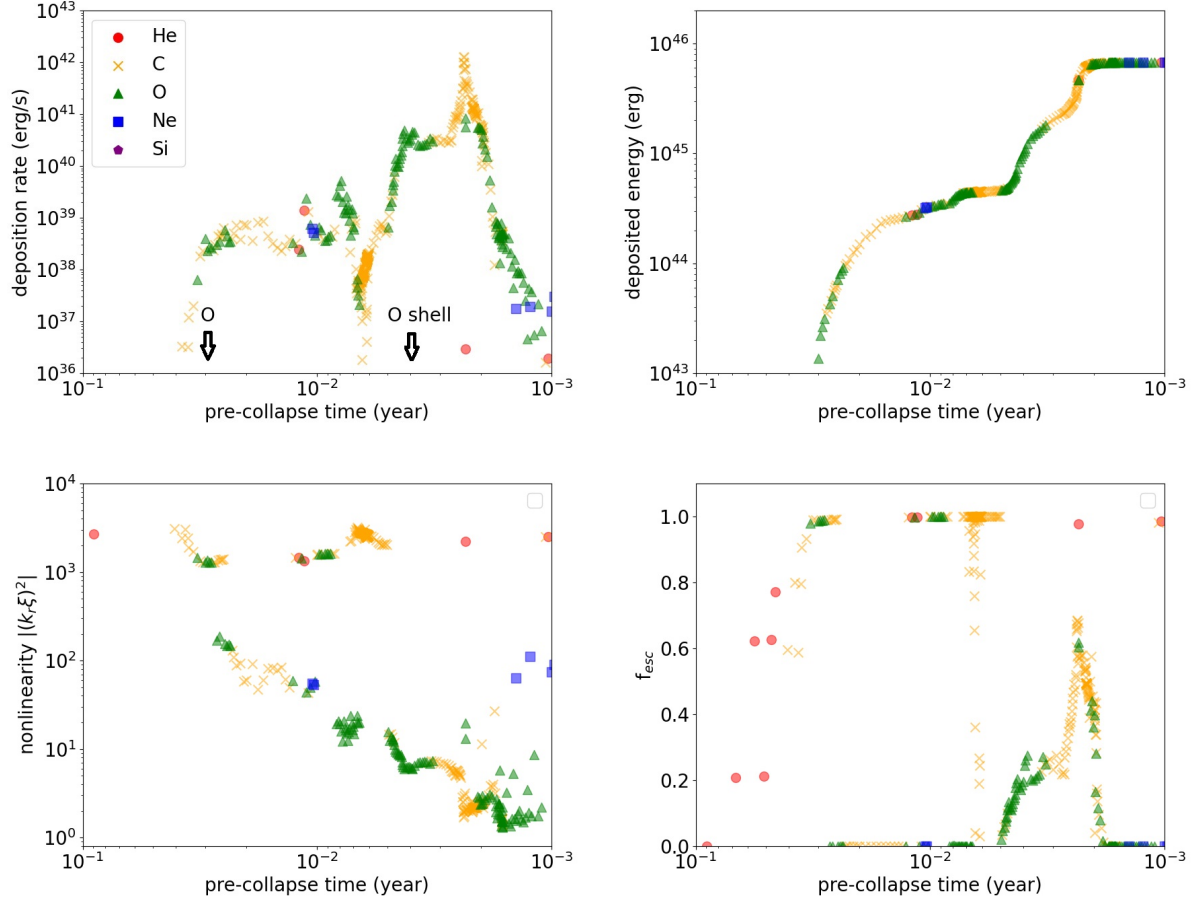 10^43
10^42
10^41
10^40
10^39
10^38
10^37
10^36
deposition rate (erg/s)
He
C
O
Ne
Si
O
O shell
10^−1
10^−2
10^−3
pre-collapse time (year)
10^46
10^45
10^44
10^43
deposited energy (erg)
10^−1
10^−2
10^−3
pre-collapse time (year)
10^4
10^3
10^2
10^1
10^0
nonlinearity |(k_rξ)^2|
10^−1
10^−2
10^−3
pre-collapse time (year)
1.0
0.8
0.6
0.4
0.2
0.0
f_esc
10^−1
10^−2
10^−3
pre-collapse time (year)